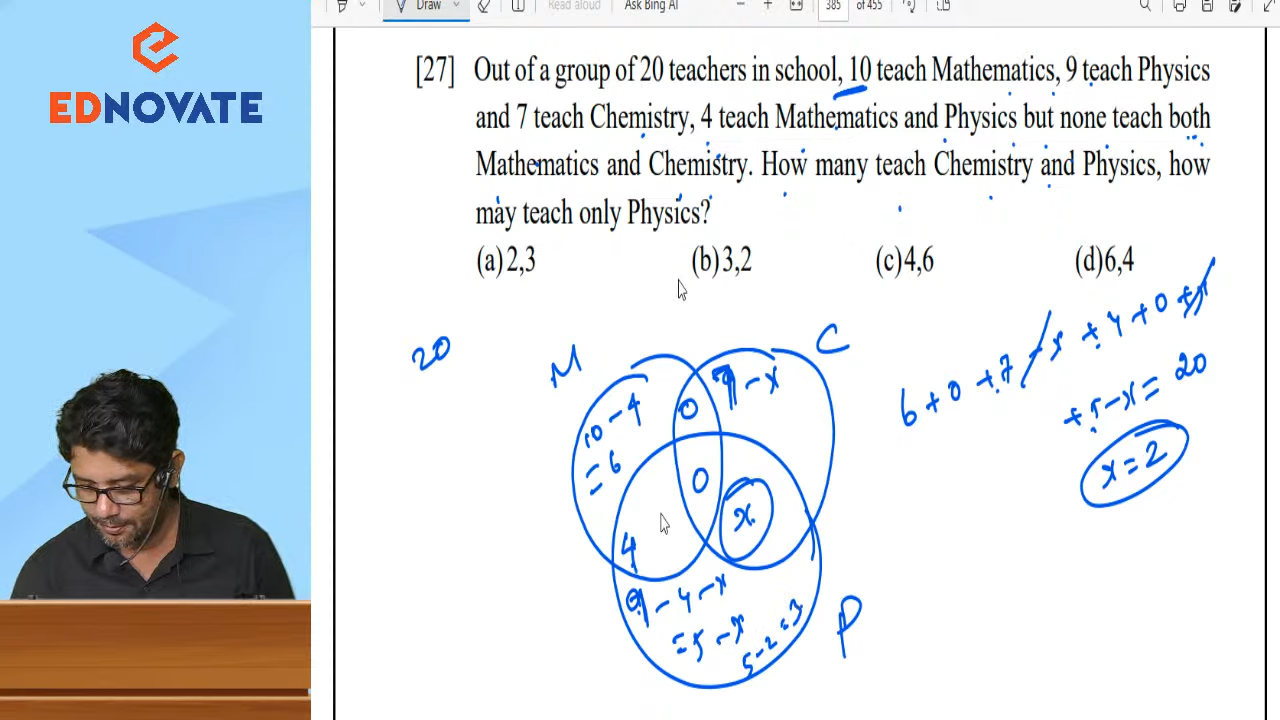 Draw
Read aloud
Ask Bing AI
385
of 455
EDNOVATE
[27] Out of a group of 20 teachers in school, 10 teach Mathematics, 9 teach Physics
and 7 teach Chemistry, 4 teach Mathematics and Physics but none teach both
Mathematics and Chemistry. How many teach Chemistry and Physics, how
may teach only Physics?
(a) 2,3 (b) 3,2 (c) 4,6 (d) 6,4
20
M
C
10 - 4
= 6
0
7 - x
0
x
4
9 - 4 - x
= 5 - x
5 - 2 = 3
P
6 + 0 + 7 - x + 4 + 0 + x
+ 5 - x = 20
x = 2